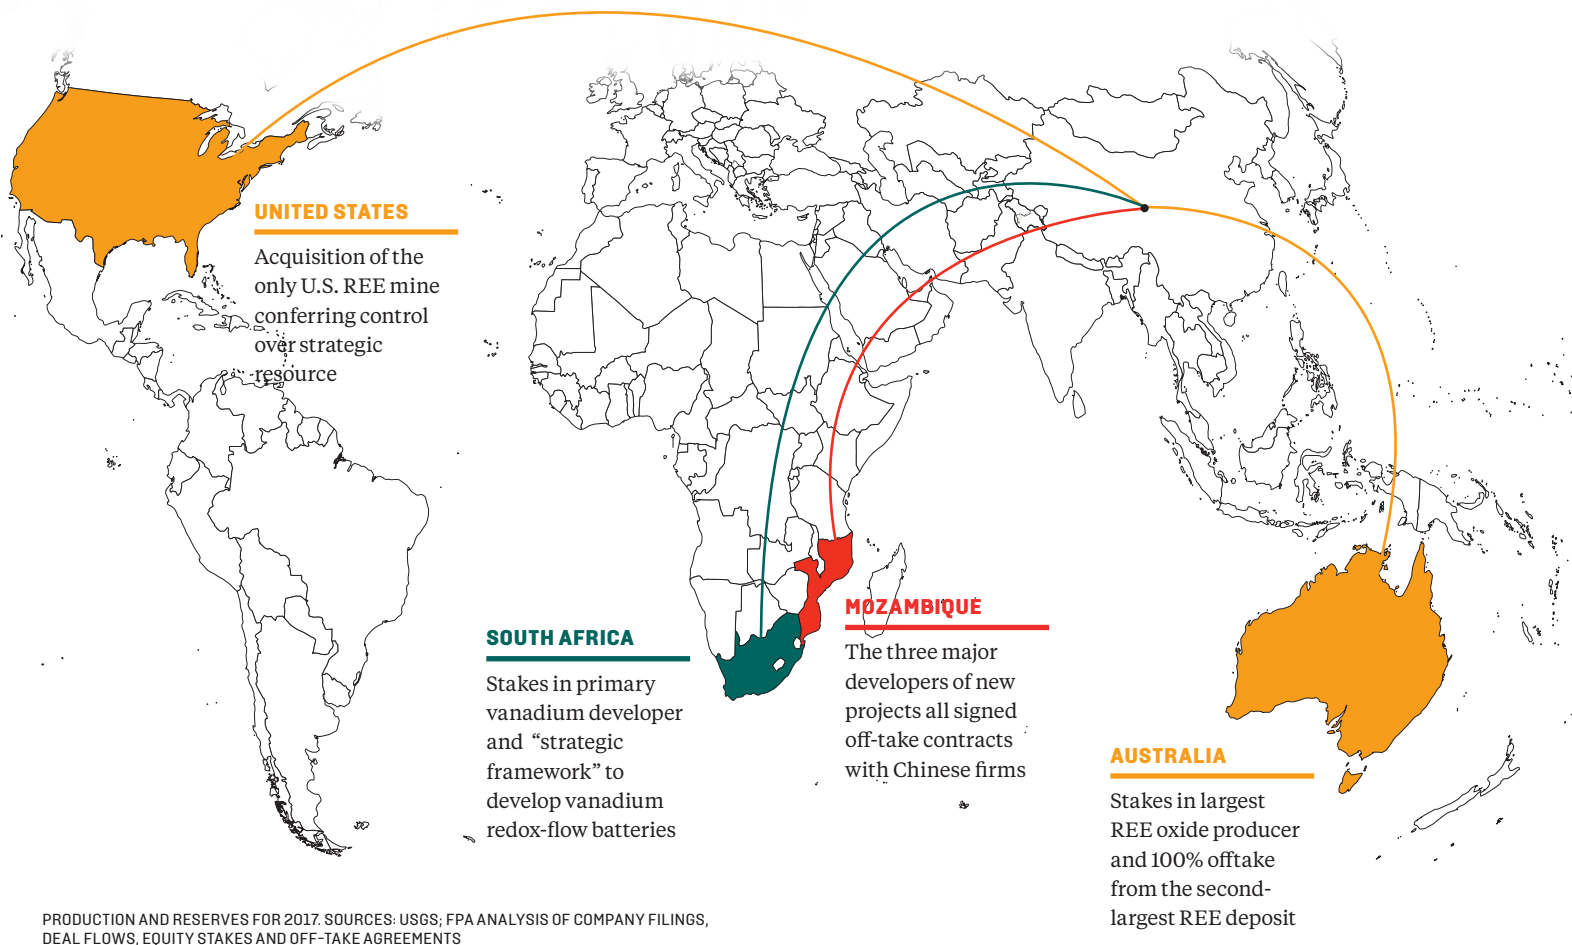 UNITED STATES
Acquisition of the
only U.S. REE mine
conferring control
over strategic
resource
SOUTH AFRICA
Stakes in primary
vanadium developer
and “strategic
framework” to
develop vanadium
redox-flow batteries
MOZAMBIQUE
The three major
developers of new
projects all signed
off-take contracts
with Chinese firms
AUSTRALIA
Stakes in largest
REE oxide producer
and 100% offtake
from the second-
largest REE deposit
PRODUCTION AND RESERVES FOR 2017. SOURCES: USGS; FPA ANALYSIS OF COMPANY FILINGS,
DEAL FLOWS, EQUITY STAKES AND OFF-TAKE AGREEMENTS